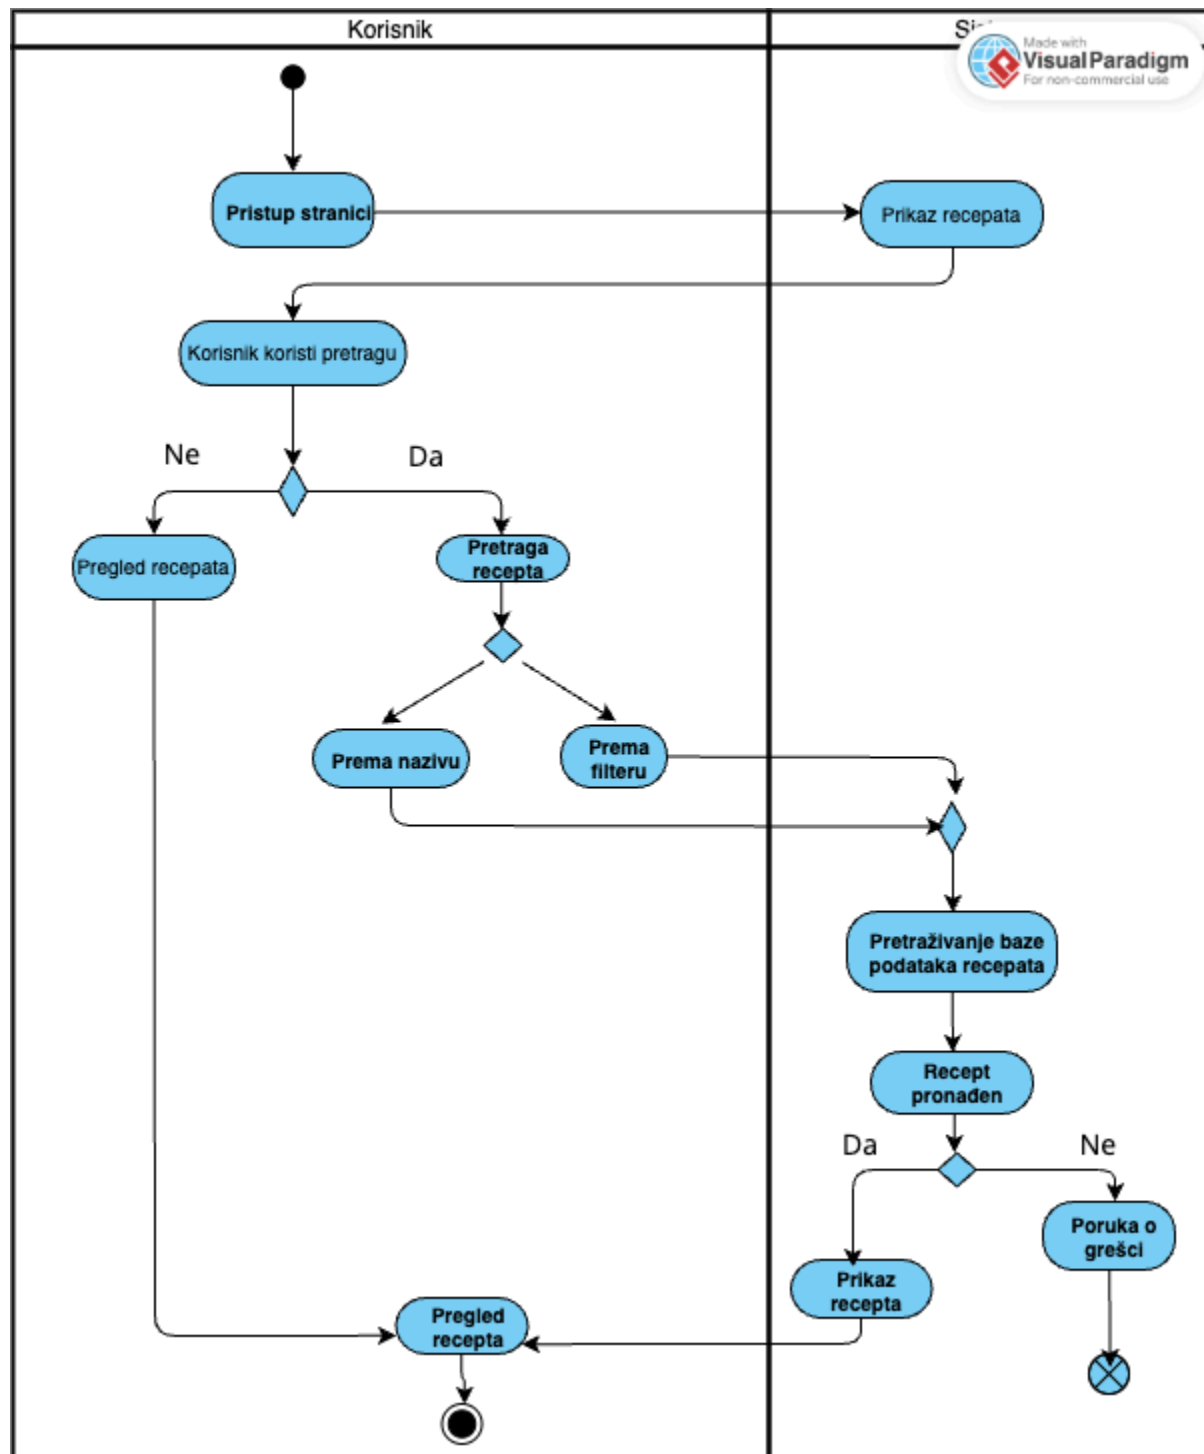 Korisnik
Made with
VisualParadigm
For non-commercial use
Pristup stranici
Prikaz recepata
Korisnik koristi pretragu
Ne
Da
Pregled recepata
Pretraga
recepta
Prema nazivu
Prema
filteru
Pretraživanje baze
podataka recepata
Recept
pronađen
Da
Ne
Poruka o
grešci
Prikaz
recepta
Pregled
recepta